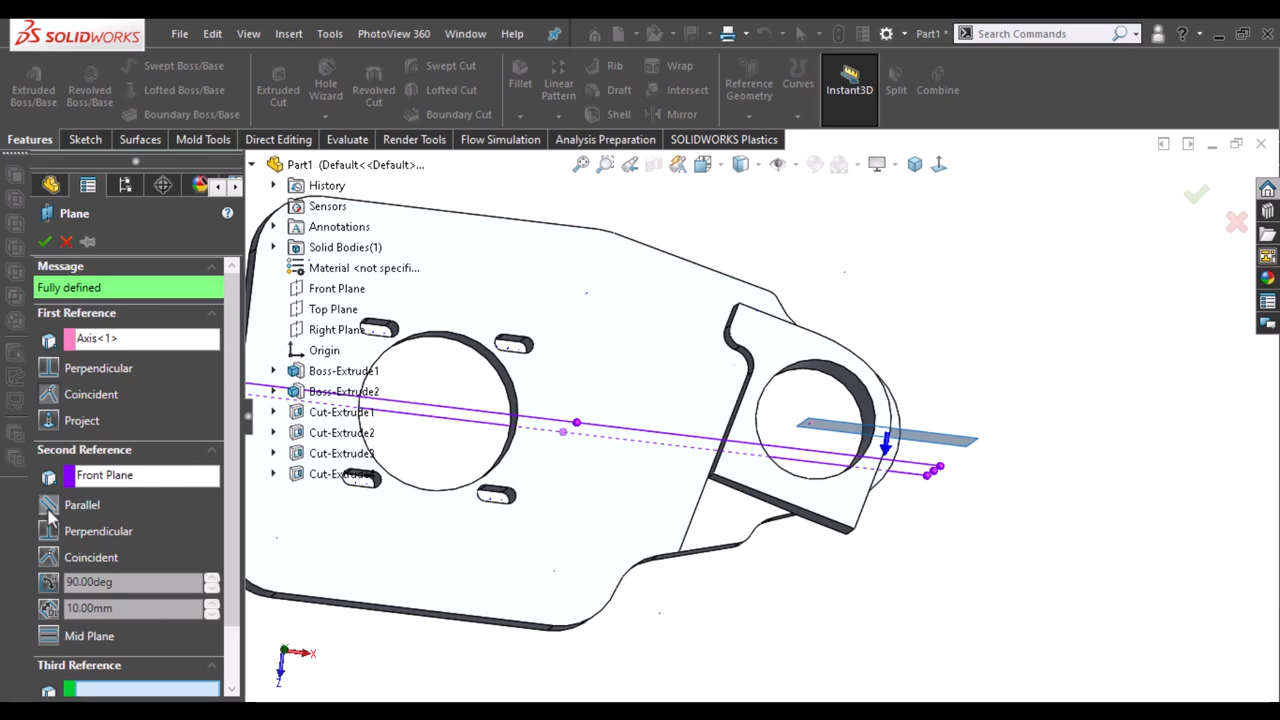 SOLIDWORKS
File Edit View Insert Tools PhotoView 360 Window Help
Part1 *
Search Commands
?
Extruded Boss/Base
Revolved Boss/Base
Swept Boss/Base
Lofted Boss/Base
Boundary Boss/Base
Extruded Cut
Hole Wizard
Revolved Cut
Swept Cut
Lofted Cut
Boundary Cut
Fillet
Linear Pattern
Rib
Draft
Shell
Wrap
Intersect
Mirror
Reference Geometry
Curves
Instant3D
Split
Combine
Features Sketch Surfaces Mold Tools Direct Editing Evaluate Render Tools Flow Simulation Analysis Preparation SOLIDWORKS Plastics
Plane
?
Message
Fully defined
First Reference
Axis<1>
Perpendicular
Coincident
Project
Second Reference
Front Plane
Parallel
Perpendicular
Coincident
90.00deg
10.00mm
Mid Plane
Third Reference
Part1 (Default<<Default>...
History
Sensors
Annotations
Solid Bodies(1)
Material <not specifi...
Front Plane
Top Plane
Right Plane
Origin
Boss-Extrude1
Boss-Extrude2
Cut-Extrude1
Cut-Extrude2
Cut-Extrude3
X
Z